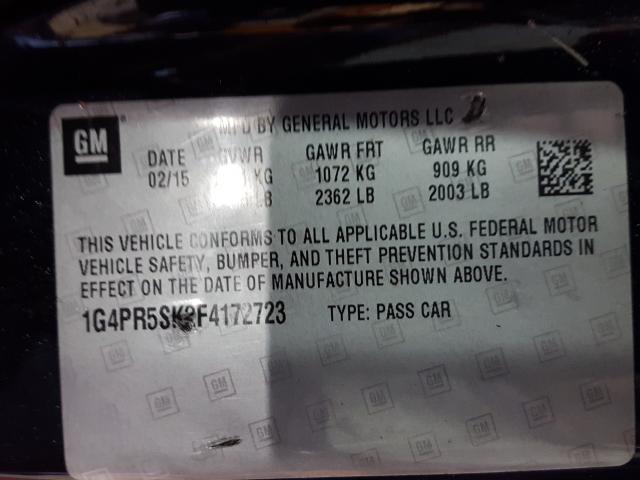 GM
MFD BY GENERAL MOTORS LLC
DATE GVWR GAWR FRT GAWR RR
02/15 KG 1072 KG 909 KG
LB 2362 LB 2003 LB
THIS VEHICLE CONFORMS TO ALL APPLICABLE U.S. FEDERAL MOTOR
VEHICLE SAFETY, BUMPER, AND THEFT PREVENTION STANDARDS IN
EFFECT ON THE DATE OF MANUFACTURE SHOWN ABOVE.
TYPE: PASS CAR